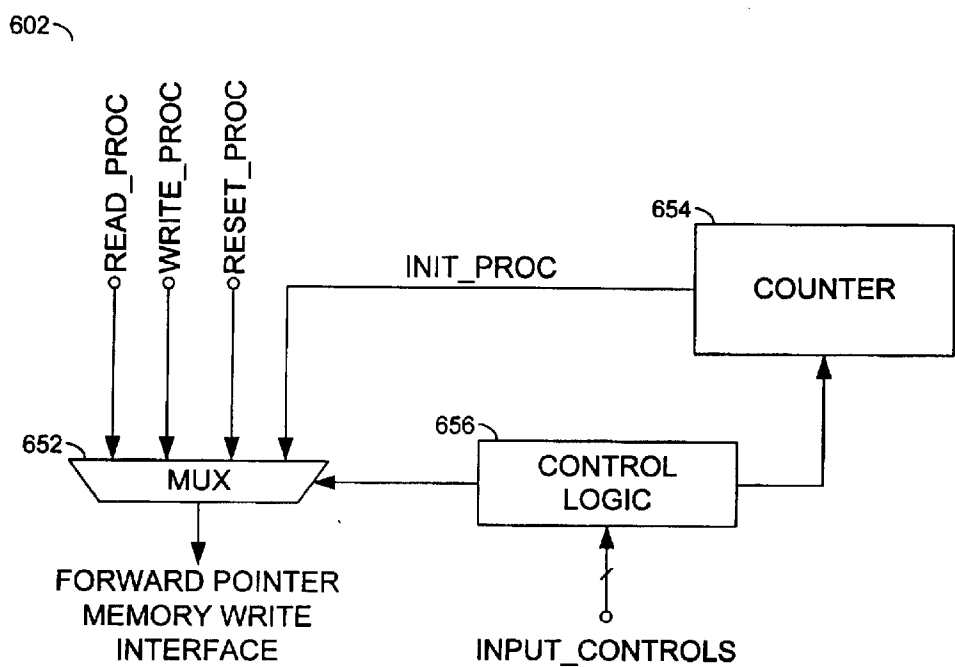 602
READ_PROC
WRITE_PROC
RESET_PROC
654
INIT_PROC
COUNTER
652
656
MUX
CONTROL
LOGIC
FORWARD POINTER
MEMORY WRITE
INTERFACE
INPUT_CONTROLS